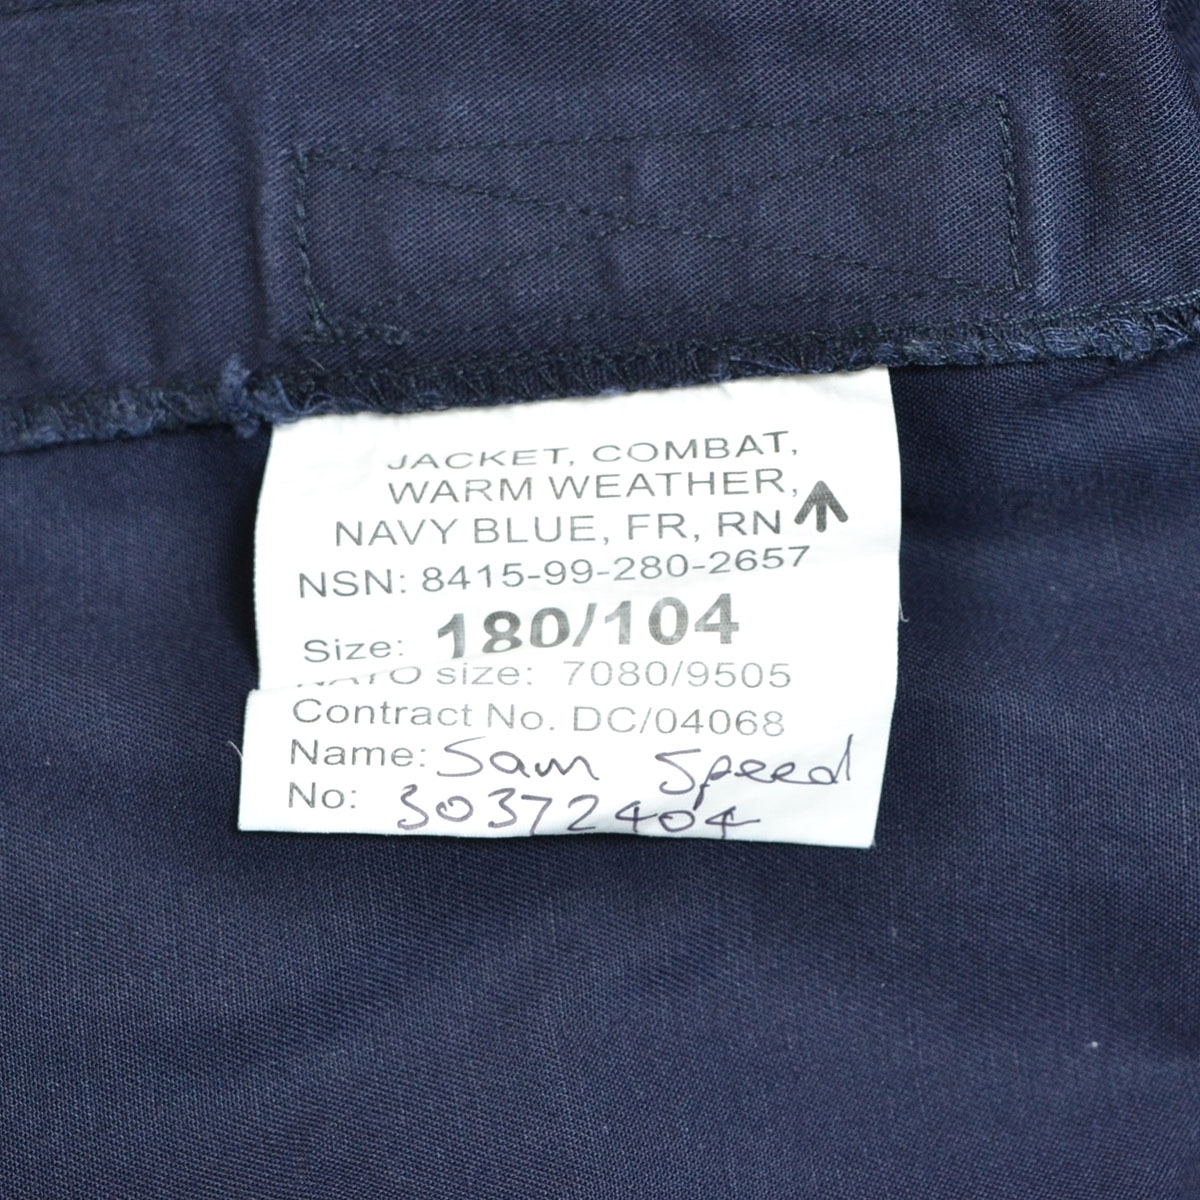 JACKET, COMBAT,
WARM WEATHER,
NAVY BLUE, FR, RN
NSN: 8415-99-280-2657
Size: 180/104
NATO size: 7080/9505
Contract No. DC/04068
Name: Sam Speed
No: 30372404